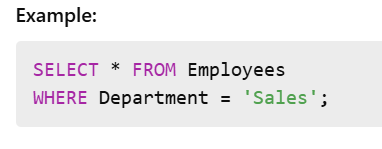 Example:
SELECT * FROM Employees
WHERE Department = 'Sales';